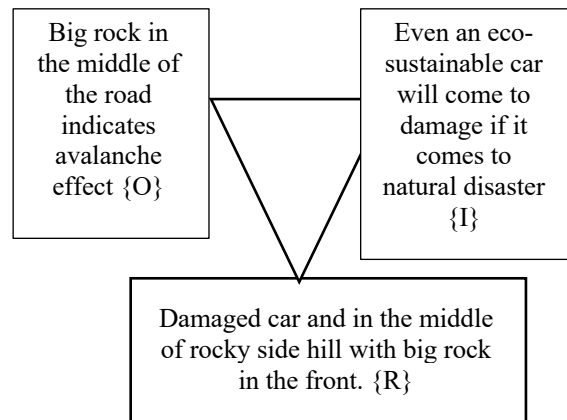 Big rock in
the middle of
the road
indicates
avalanche
effect {O}
Even an eco-
sustainable car
will come to
damage if it
comes to
natural disaster
{I}
Damaged car and in the middle
of rocky side hill with big rock
in the front. {R}